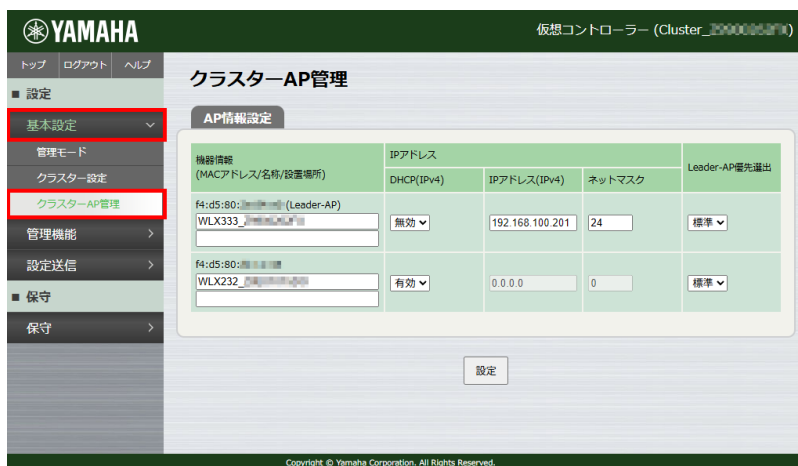 YAMAHA
仮想コントローラー (Cluster_
トップ ログアウト ヘルプ
■ 設定
基本設定
管理モード
クラスター設定
クラスターAP管理
管理機能
設定送信
■ 保守
保守
クラスターAP管理
AP情報設定
機器情報
(MACアドレス/名称/設置場所)
IPアドレス
Leader-AP優先選出
DHCP(IPv4) IPアドレス(IPv4) ネットマスク
f4:d5:80: (Leader-AP)
WLX333_ 無効 192.168.100.201 24 標準
f4:d5:80:
WLX232_ 有効 0.0.0.0 0 標準
設定
Copyright © Yamaha Corporation. All Rights Reserved.